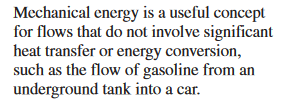 Mechanical energy is a useful concept
for flows that do not involve significant
heat transfer or energy conversion,
such as the flow of gasoline from an
underground tank into a car.